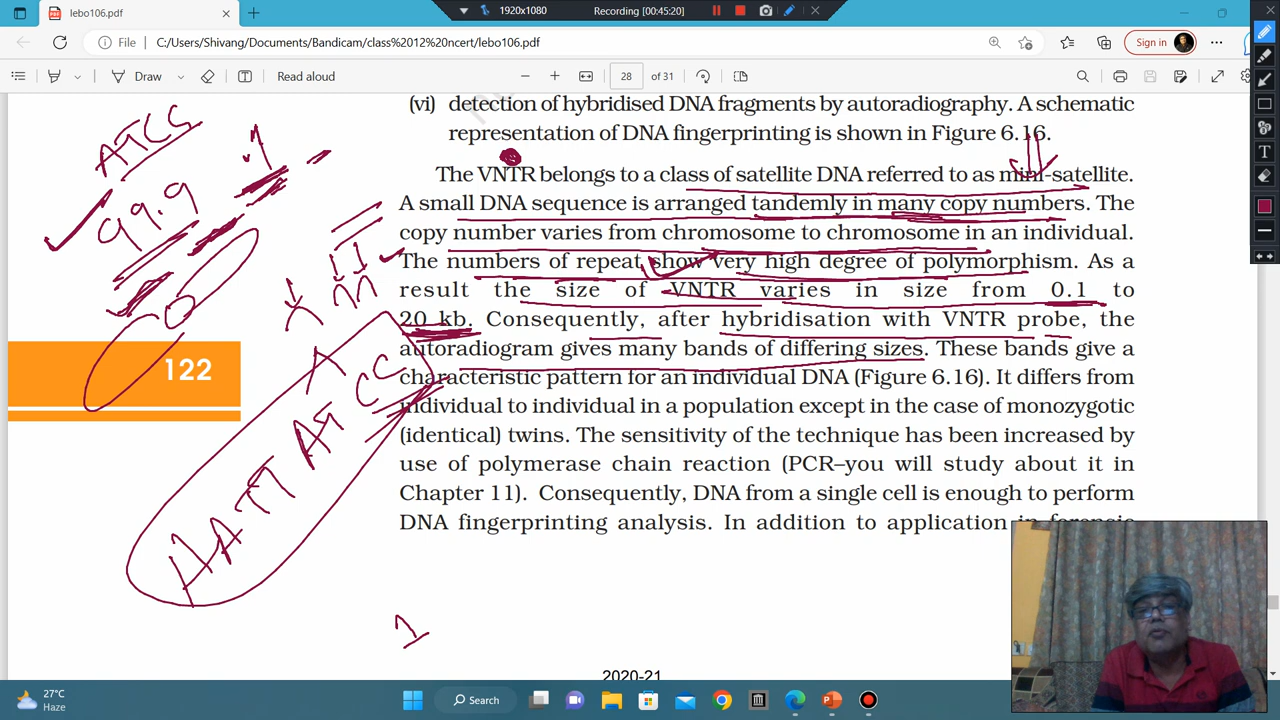 lebo106.pdf
1920x1080
Recording [00:45:20]
File
C:/Users/Shivang/Documents/Bandicam/class%2012%20ncert/lebo106.pdf
Sign in
Draw
Read aloud
28
of 31
(vi) detection of hybridised DNA fragments by autoradiography. A schematic
representation of DNA fingerprinting is shown in Figure 6.16.
The VNTR belongs to a class of satellite DNA referred to as mini-satellite.
A small DNA sequence is arranged tandemly in many copy numbers. The
copy number varies from chromosome to chromosome in an individual.
The numbers of repeat show very high degree of polymorphism. As a
result the size of VNTR varies in size from 0.1 to
20 kb. Consequently, after hybridisation with VNTR probe, the
autoradiogram gives many bands of differing sizes. These bands give a
characteristic pattern for an individual DNA (Figure 6.16). It differs from
individual to individual in a population except in the case of monozygotic
(identical) twins. The sensitivity of the technique has been increased by
use of polymerase chain reaction (PCR–you will study about it in
Chapter 11). Consequently, DNA from a single cell is enough to perform
DNA fingerprinting analysis. In addition to application in forensic
122
99.9
.1
1
2020-21
27°C
Haze
Search